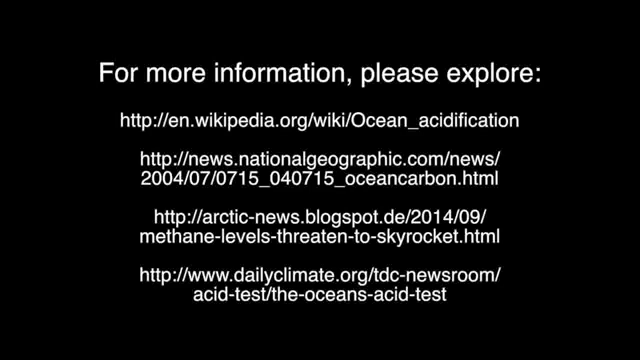 For more information, please explore:
http://en.wikipedia.org/wiki/Ocean_acidification
http://news.nationalgeographic.com/news/
2004/07/0715_040715_oceancarbon.html
http://arctic-news.blogspot.de/2014/09/
methane-levels-threaten-to-skyrocket.html
http://www.dailyclimate.org/tdc-newsroom/
acid-test/the-oceans-acid-test